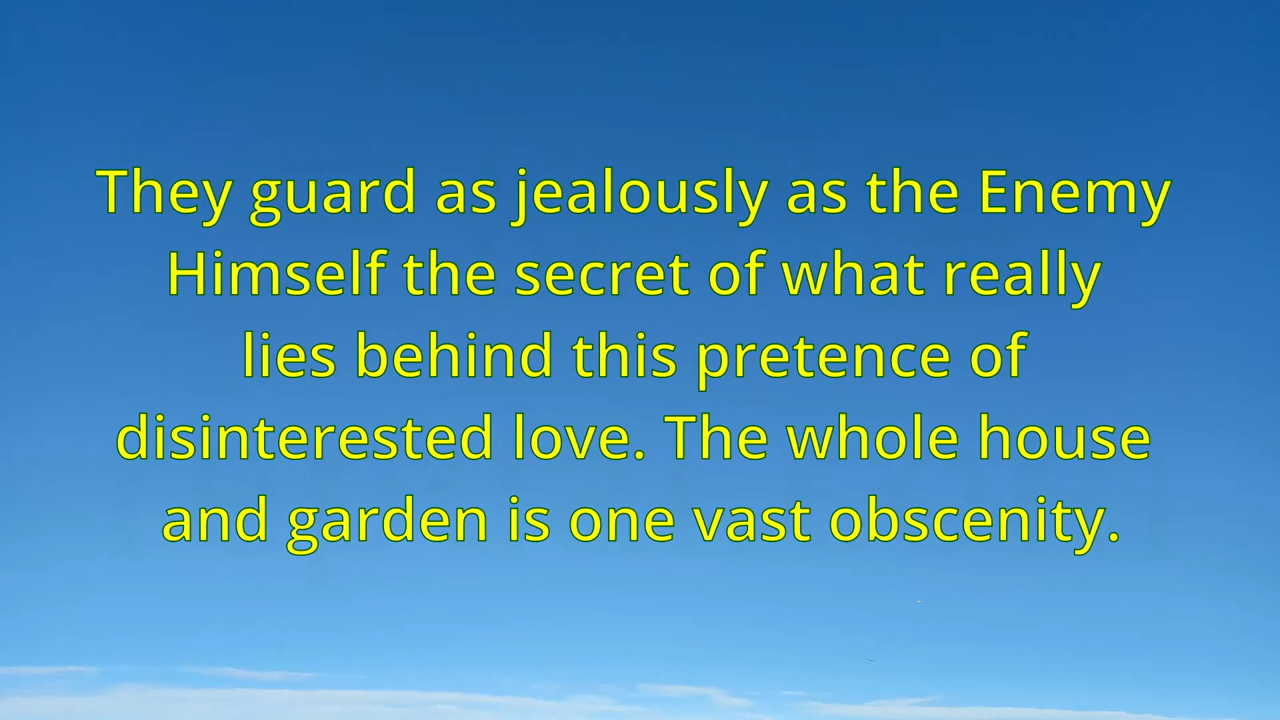 They guard as jealously as the Enemy
Himself the secret of what really
lies behind this pretence of
disinterested love. The whole house
and garden is one vast obscenity.